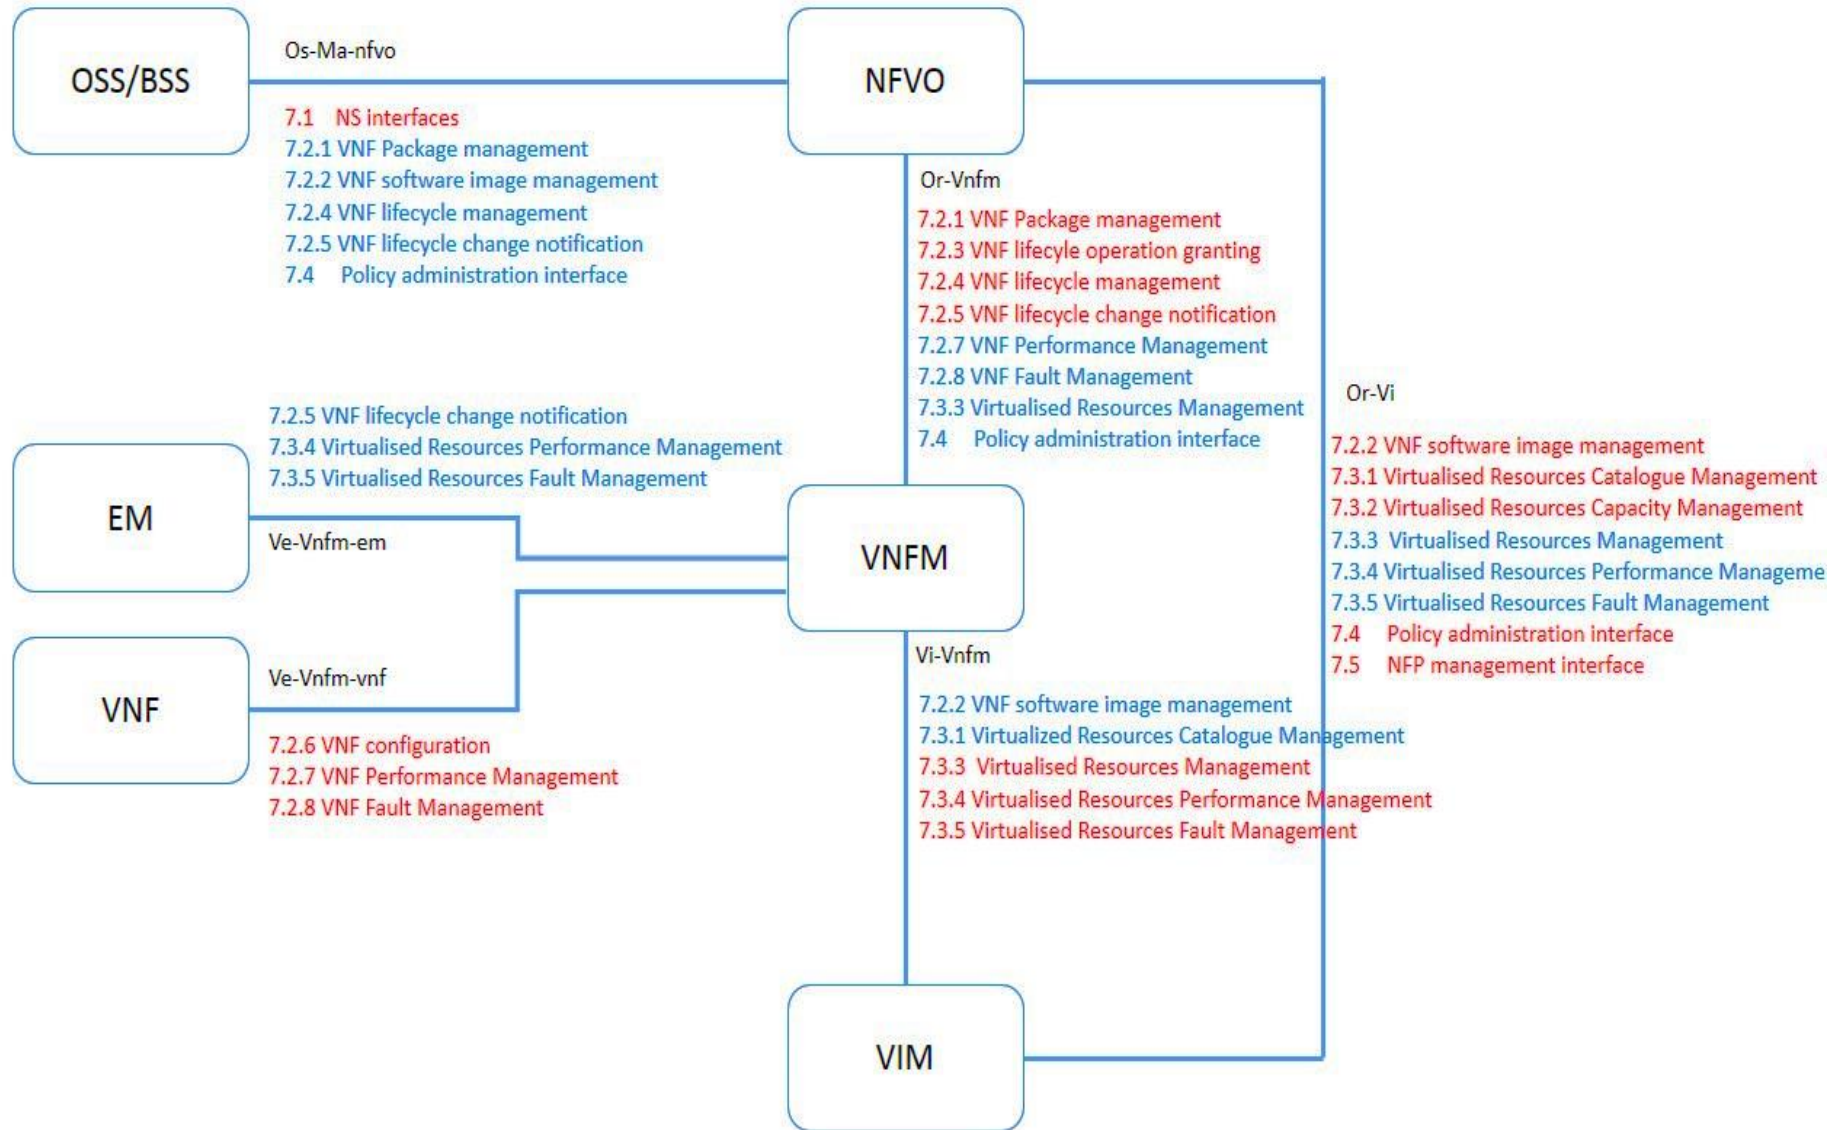 OSS/BSS
Os-Ma-nfvo
7.1 NS interfaces
7.2.1 VNF Package management
7.2.2 VNF software image management
7.2.4 VNF lifecycle management
7.2.5 VNF lifecycle change notification
7.4 Policy administration interface
NFVO
Or-Vnfm
7.2.1 VNF Package management
7.2.3 VNF lifecyle operation granting
7.2.4 VNF lifecycle management
7.2.5 VNF lifecycle change notification
7.2.7 VNF Performance Management
7.2.8 VNF Fault Management
7.3.3 Virtualised Resources Management
7.4 Policy administration interface
Or-Vi
7.2.2 VNF software image management
7.3.1 Virtualised Resources Catalogue Management
7.3.2 Virtualised Resources Capacity Management
7.3.3 Virtualised Resources Management
7.3.4 Virtualised Resources Performance Manageme
7.3.5 Virtualised Resources Fault Management
7.4 Policy administration interface
7.5 NFP management interface
7.2.5 VNF lifecycle change notification
7.3.4 Virtualised Resources Performance Management
7.3.5 Virtualised Resources Fault Management
EM
Ve-Vnfm-em
VNFM
VNF
Ve-Vnfm-vnf
7.2.6 VNF configuration
7.2.7 VNF Performance Management
7.2.8 VNF Fault Management
Vi-Vnfm
7.2.2 VNF software image management
7.3.1 Virtualized Resources Catalogue Management
7.3.3 Virtualised Resources Management
7.3.4 Virtualised Resources Performance Management
7.3.5 Virtualised Resources Fault Management
VIM